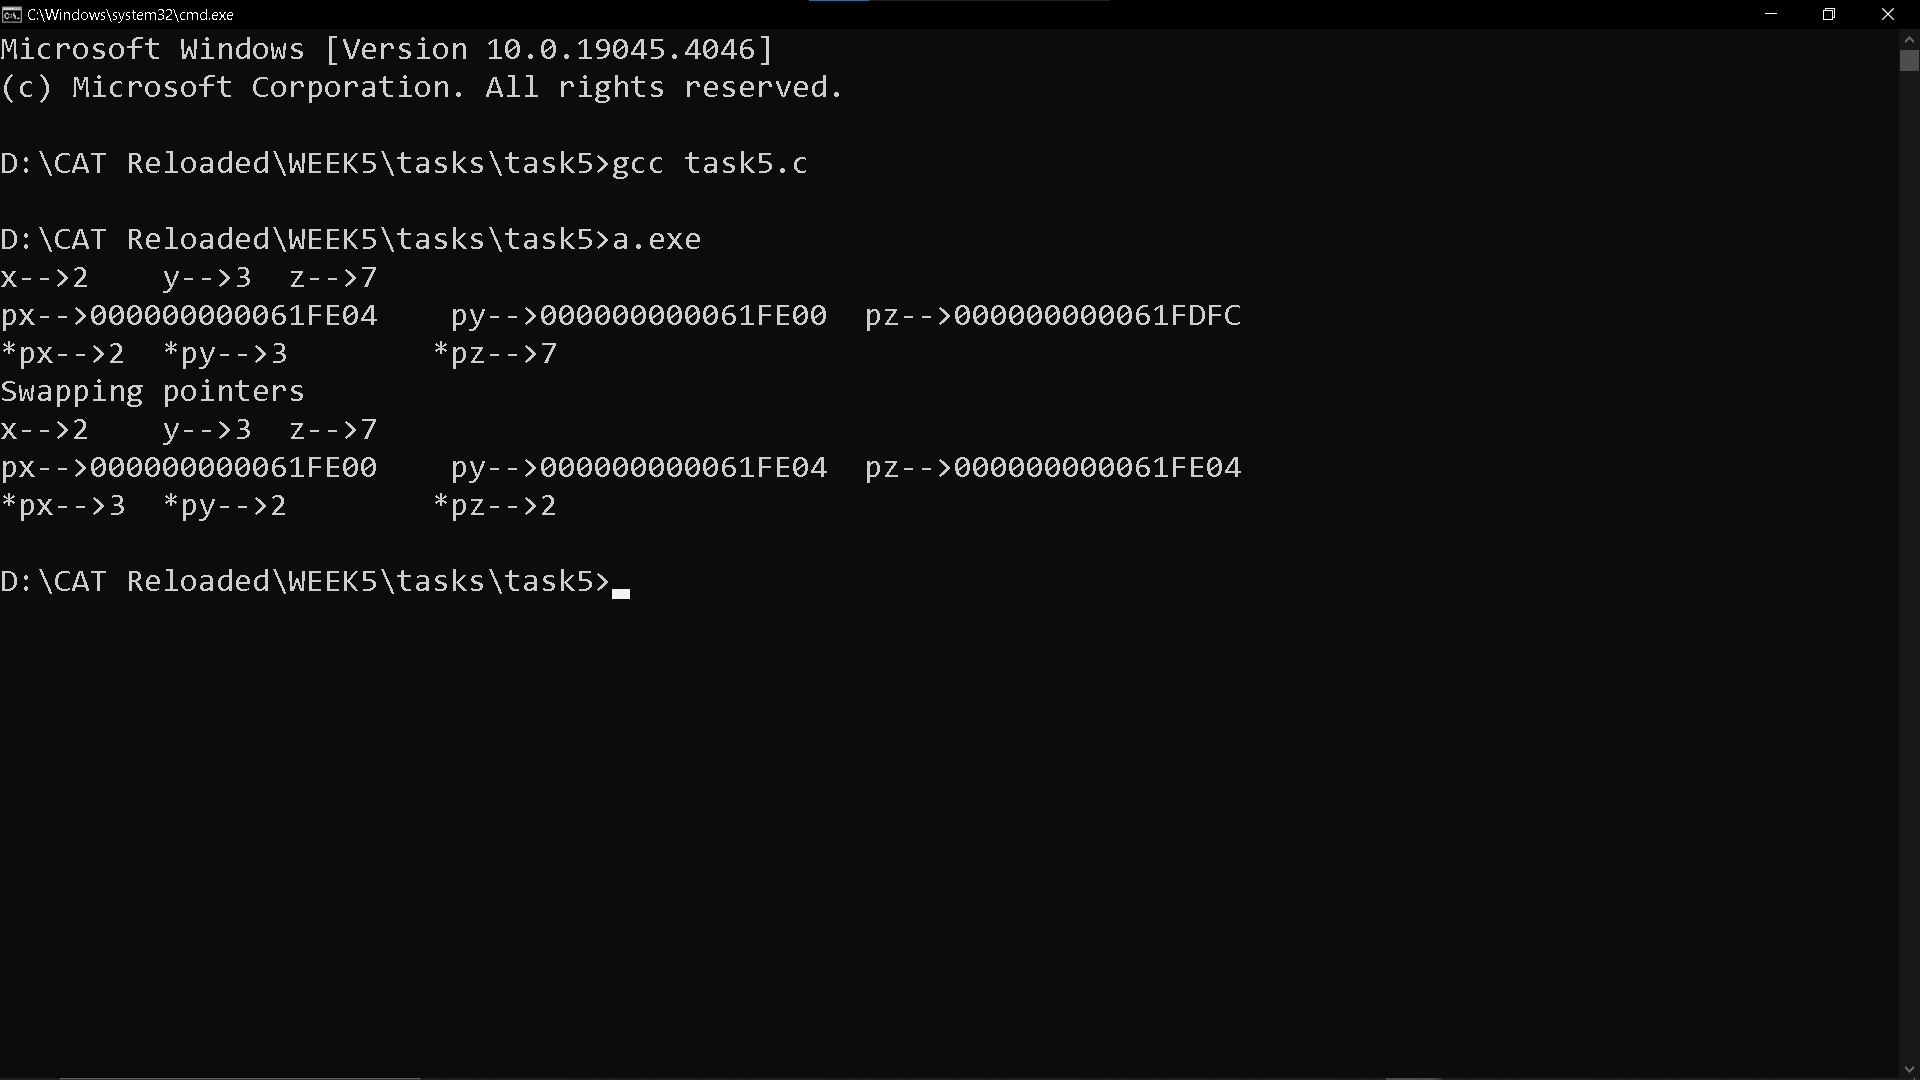 C:\Windows\system32\cmd.exe
Microsoft Windows [Version 10.0.19045.4046]
(c) Microsoft Corporation. All rights reserved.
D:\CAT Reloaded\WEEK5\tasks\task5>gcc task5.c
D:\CAT Reloaded\WEEK5\tasks\task5>a.exe
x-->2    y-->3  z-->7
px-->000000000061FE04    py-->000000000061FE00  pz-->000000000061FDFC
*px-->2  *py-->3        *pz-->7
Swapping pointers
x-->2    y-->3  z-->7
px-->000000000061FE00    py-->000000000061FE04  pz-->000000000061FE04
*px-->3  *py-->2        *pz-->2
D:\CAT Reloaded\WEEK5\tasks\task5>